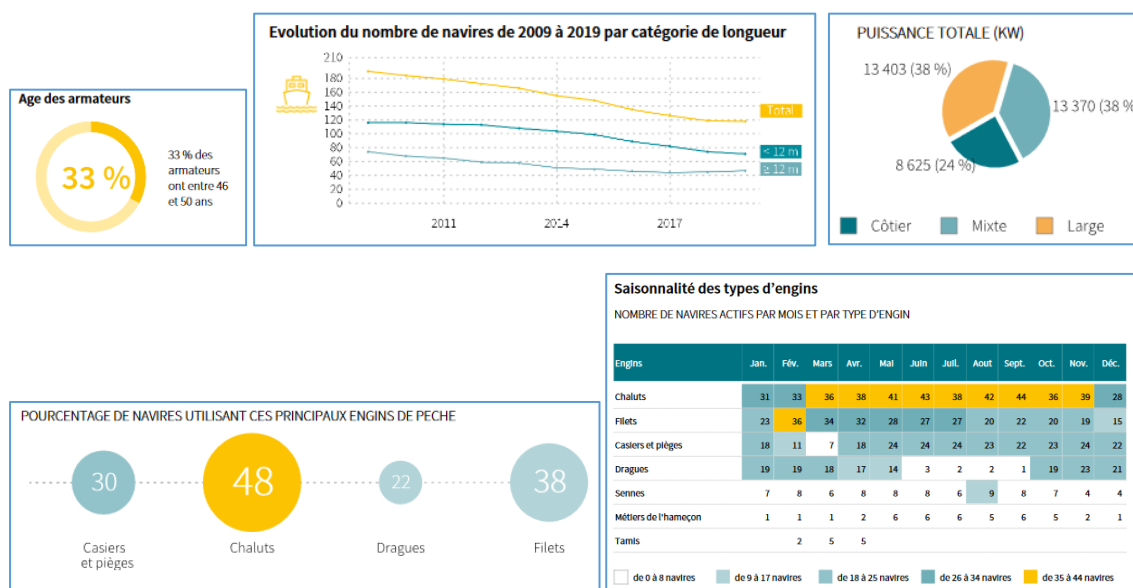 Age des armateurs
33 %
33 % des
armateurs
ont entre 46
et 50 ans
Evolution du nombre de navires de 2009 à 2019 par catégorie de longueur
210
180
160
140
120
100
80
60
40
20
0
2011
2014
2017
Total
< 12 m
≥ 12 m
PUISSANCE TOTALE (KW)
13 403 (38 %)
13 370 (38 %
8 625 (24 %)
Côtier
Mixte
Large
POURCENTAGE DE NAVIRES UTILISANT CES PRINCIPAUX ENGINS DE PECHE
30
48
22
38
Casiers
et pièges
Chaluts
Dragues
Filets
Saisonnalité des types d'engins
NOMBRE DE NAVIRES ACTIFS PAR MOIS ET PAR TYPE D'ENGIN
Engins Jan. Fév. Mars Avr. Mai Juin Juil. Aout Sept. Oct. Nov. Déc.
Chaluts 31 33 36 38 41 43 38 42 44 36 39 28
Filets 23 36 34 32 28 27 27 20 22 20 19 15
Casiers et pièges 18 11 7 18 24 24 24 23 22 23 24 22
Dragues 19 19 18 17 14 3 2 2 1 19 23 21
Sennes 7 8 6 8 8 8 6 9 8 7 4 4
Métiers de l'hameçon 1 1 1 2 6 6 6 5 6 5 2 1
Tamis 2 5 5
de 0 à 8 navires de 9 à 17 navires de 18 à 25 navires de 26 à 34 navires de 35 à 44 navires